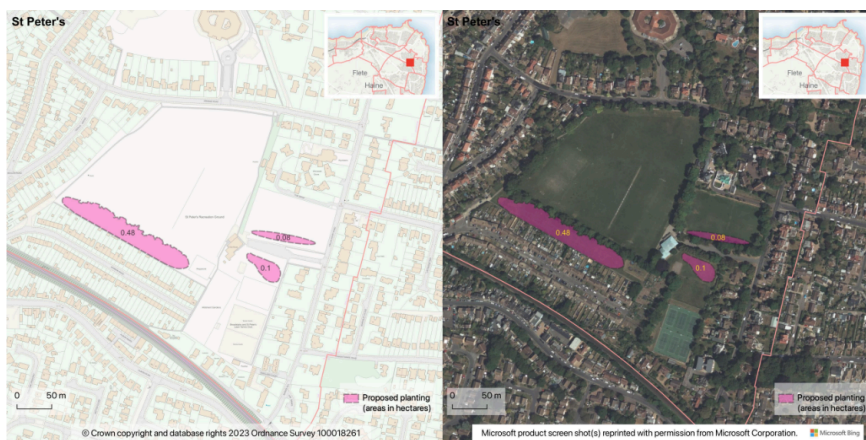 St Peter's
Flete
Haine
0.48
0.08
0.1
0 50 m
Proposed planting
(areas in hectares)
© Crown copyright and database rights 2023 Ordnance Survey 100018261
St Peter's
Flete
Haine
0.48
0.08
0.1
0 50 m
Proposed planting
(areas in hectares)
Microsoft product screen shot(s) reprinted with permission from Microsoft Corporation.
Microsoft Bing